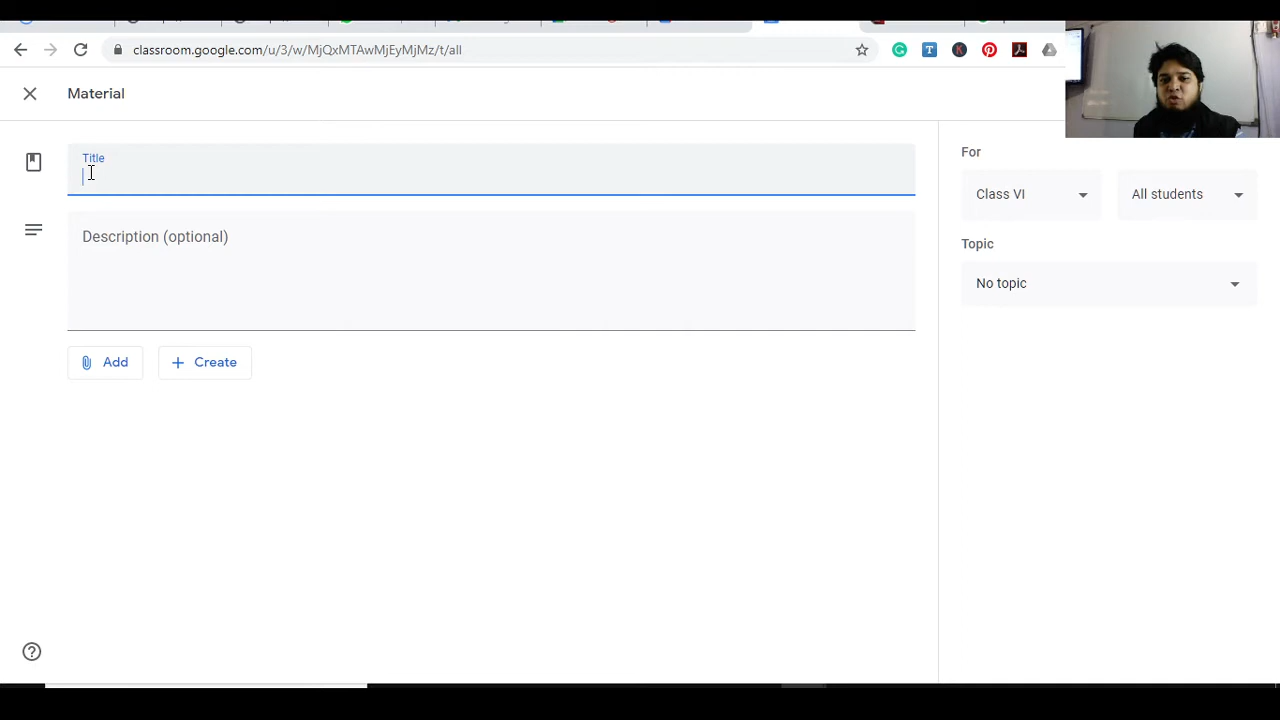 classroom.google.com/u/3/w/MjQxMTAwMjEyMjMz/t/all
Material
Title
Description (optional)
Add
Create
For
Class VI
All students
Topic
No topic